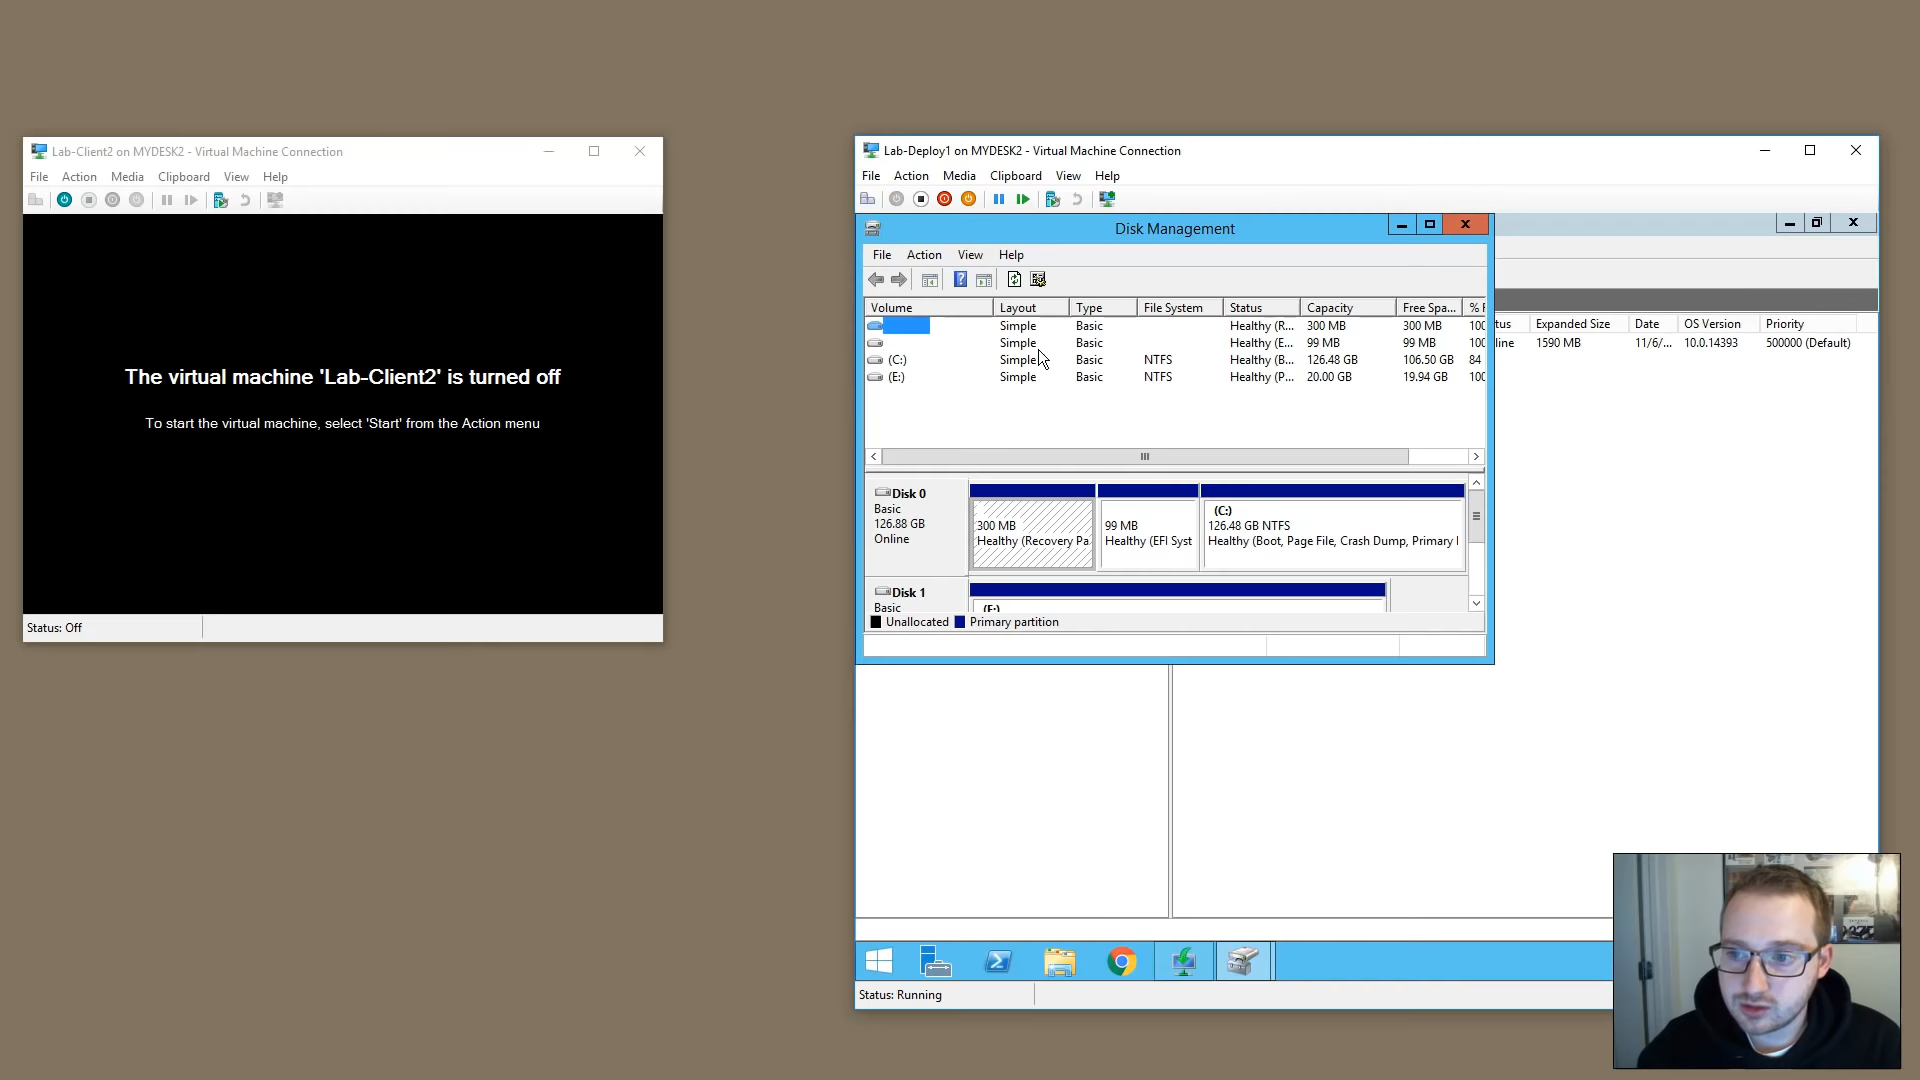 Lab-Client2 on MYDESK2 - Virtual Machine Connection
File Action Media Clipboard View Help
The virtual machine 'Lab-Client2' is turned off
To start the virtual machine, select 'Start' from the Action menu
Status: Off
Lab-Deploy1 on MYDESK2 - Virtual Machine Connection
File Action Media Clipboard View Help
Disk Management
File Action View Help
Volume Layout Type File System Status Capacity Free Spa...
Simple Basic Healthy (R... 300 MB 300 MB
Simple Basic Healthy (E... 99 MB 99 MB
(C:) Simple Basic NTFS Healthy (B... 126.48 GB 106.50 GB 84
(E:) Simple Basic NTFS Healthy (P... 20.00 GB 19.94 GB
Expanded Size Date OS Version Priority
1590 MB 11/6/... 10.0.14393 500000 (Default)
Disk 0
Basic
126.88 GB
Online
300 MB
Healthy (Recovery Pa
99 MB
Healthy (EFI Syst
(C:)
126.48 GB NTFS
Healthy (Boot, Page File, Crash Dump, Primary
Disk 1
Basic
(E:)
Unallocated Primary partition
Status: Running